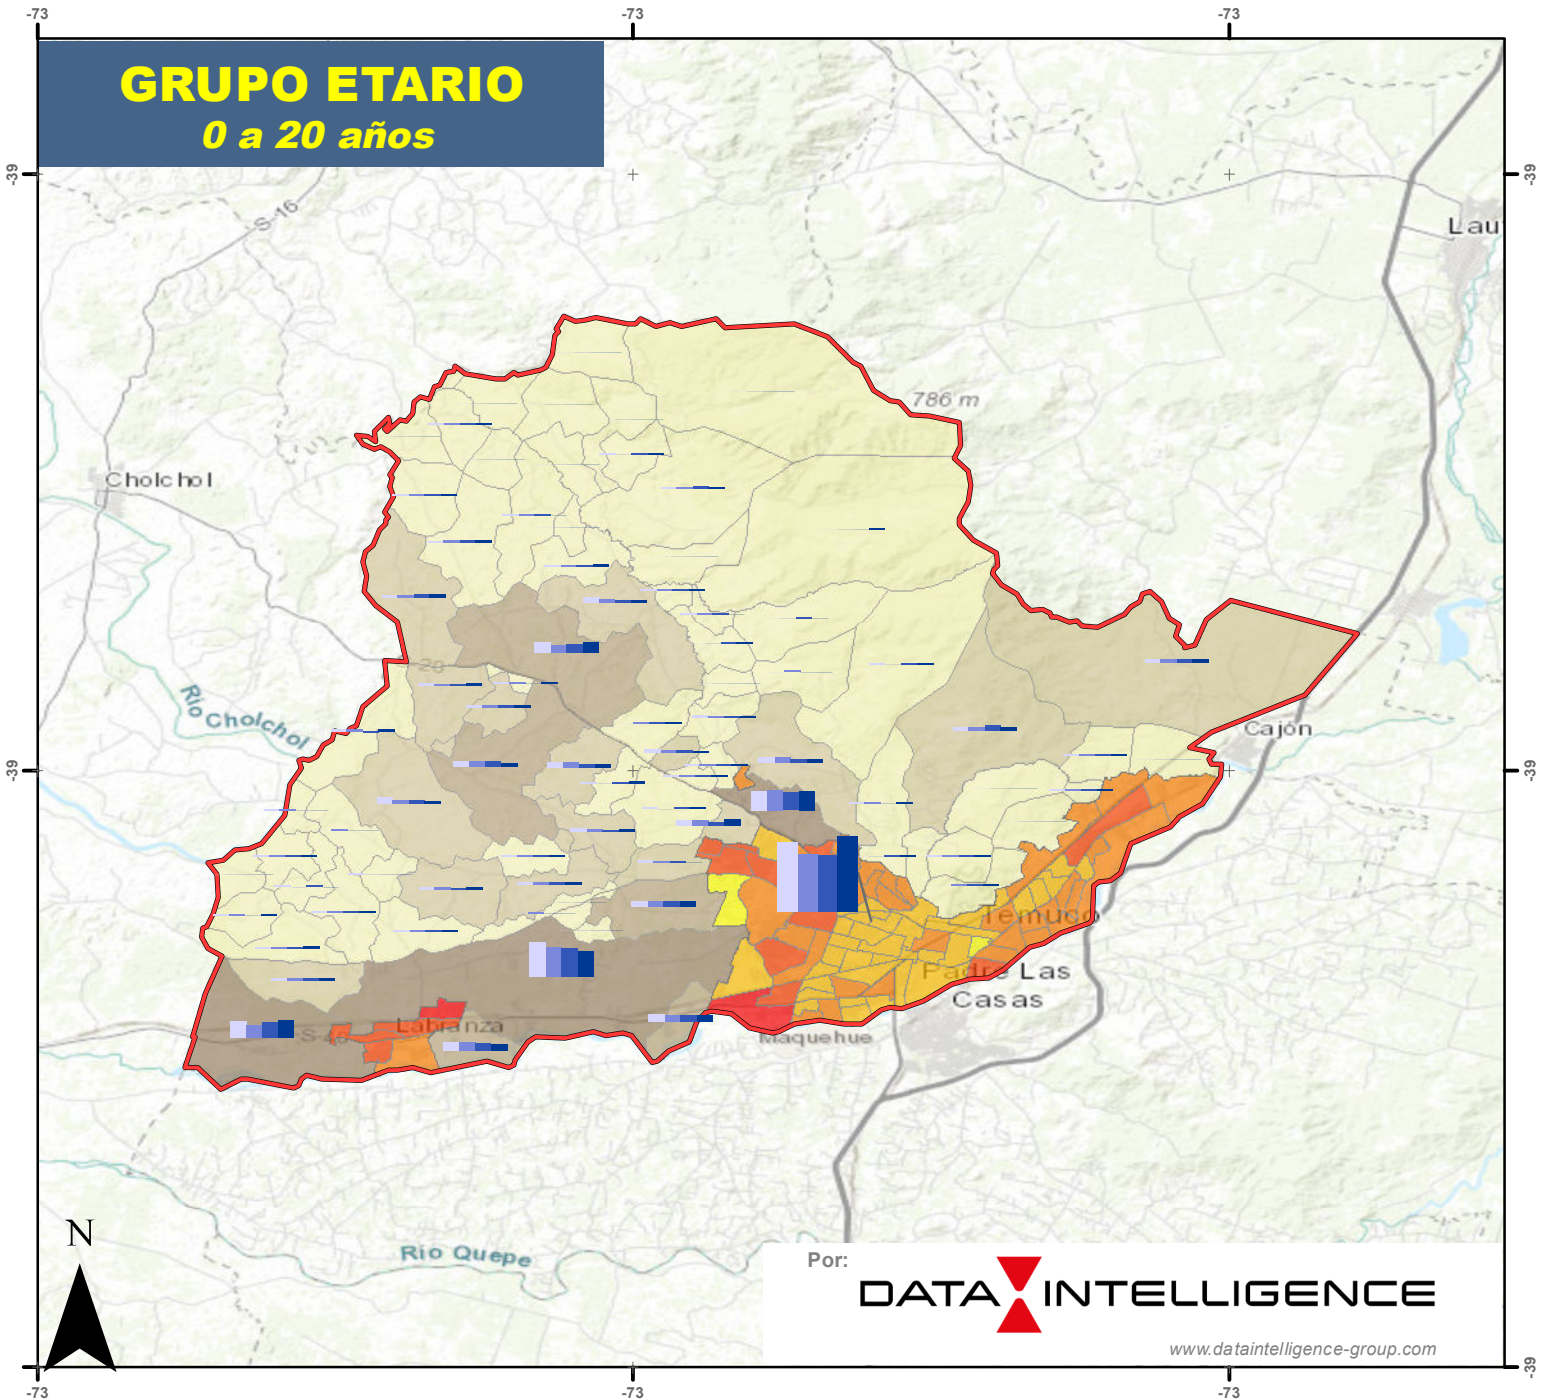 -73
-73
-73
GRUPO ETARIO
0 a 20 años
-39
-39
S-16
Lau
786 m
Cholchol
Río Cholchol
Cajón
-39
-39
Temuco
Padre Las
Casas
Labranza
S-40
Maquehue
N
Río Quepe
Por:
DATA INTELLIGENCE
www.dataintelligence-group.com
-39
-73
-73
-73